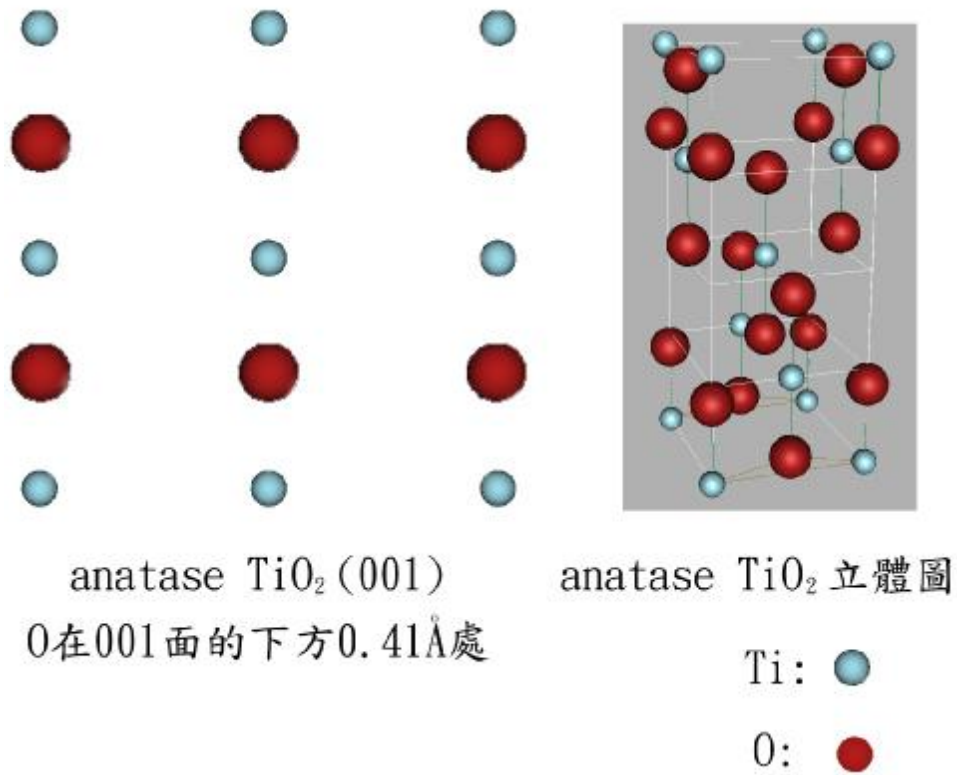 anatase TiO₂(001)
O在001面的下方0.41Å處
anatase TiO₂立體圖
Ti:
O: